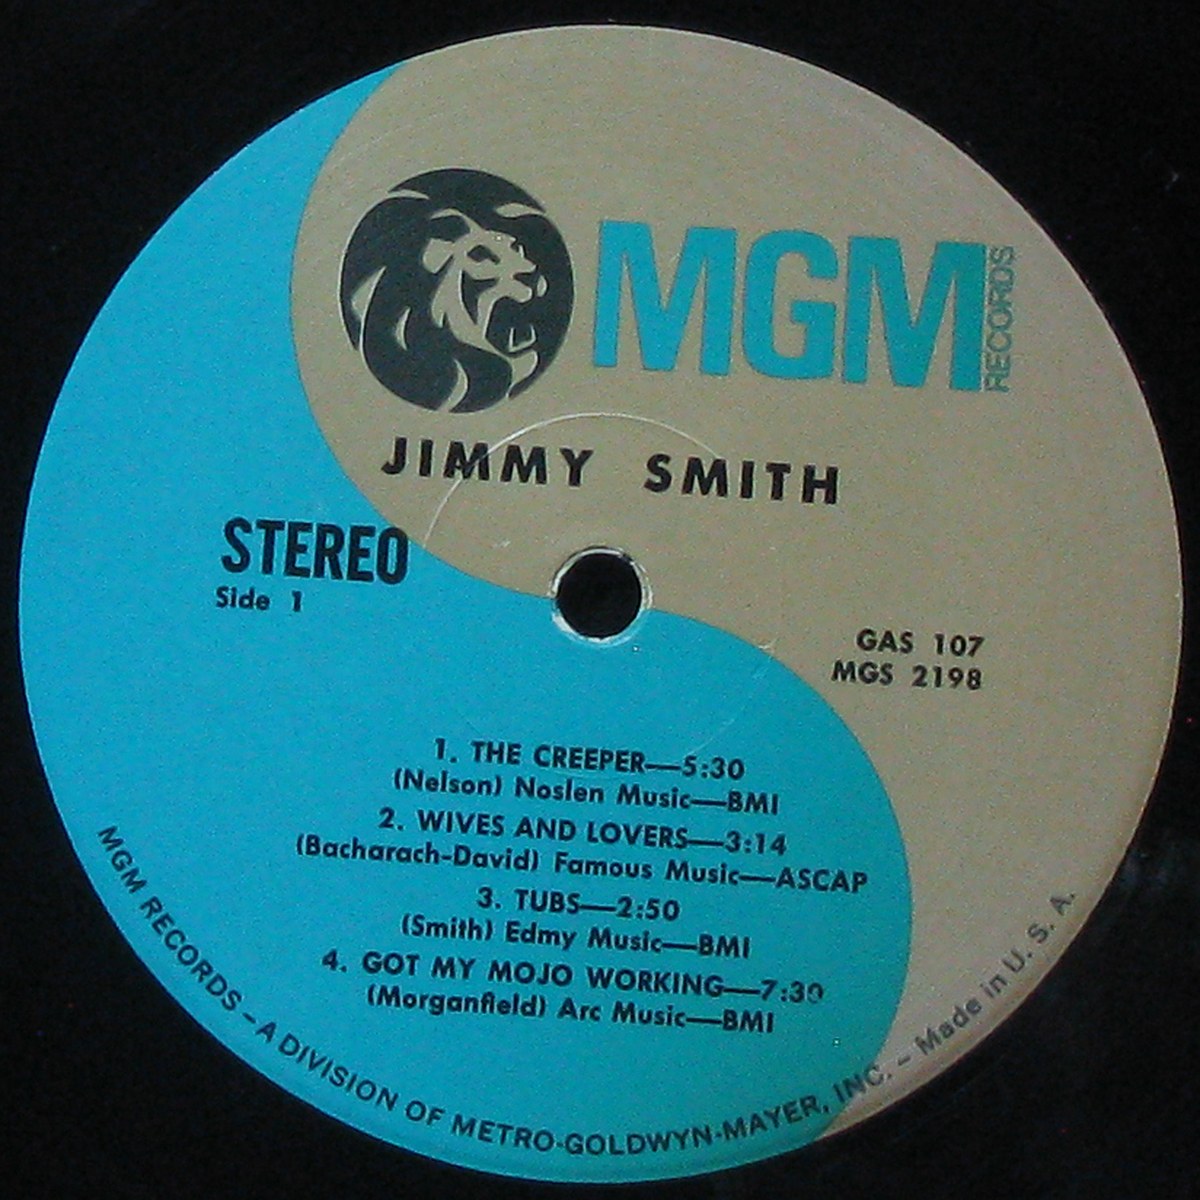 MGM
RECORDS
JIMMY SMITH
STEREO
Side 1
GAS 107
MGS 2198
1. THE CREEPER—5:30
(Nelson) Noslen Music—BMI
2. WIVES AND LOVERS—3:14
(Bacharach-David) Famous Music—ASCAP
3. TUBS—2:50
(Smith) Edmy Music—BMI
4. GOT MY MOJO WORKING—7:30
(Morganfield) Arc Music—BMI
MGM RECORDS – A DIVISION OF METRO-GOLDWYN-MAYER, INC. – Made in U. S. A.